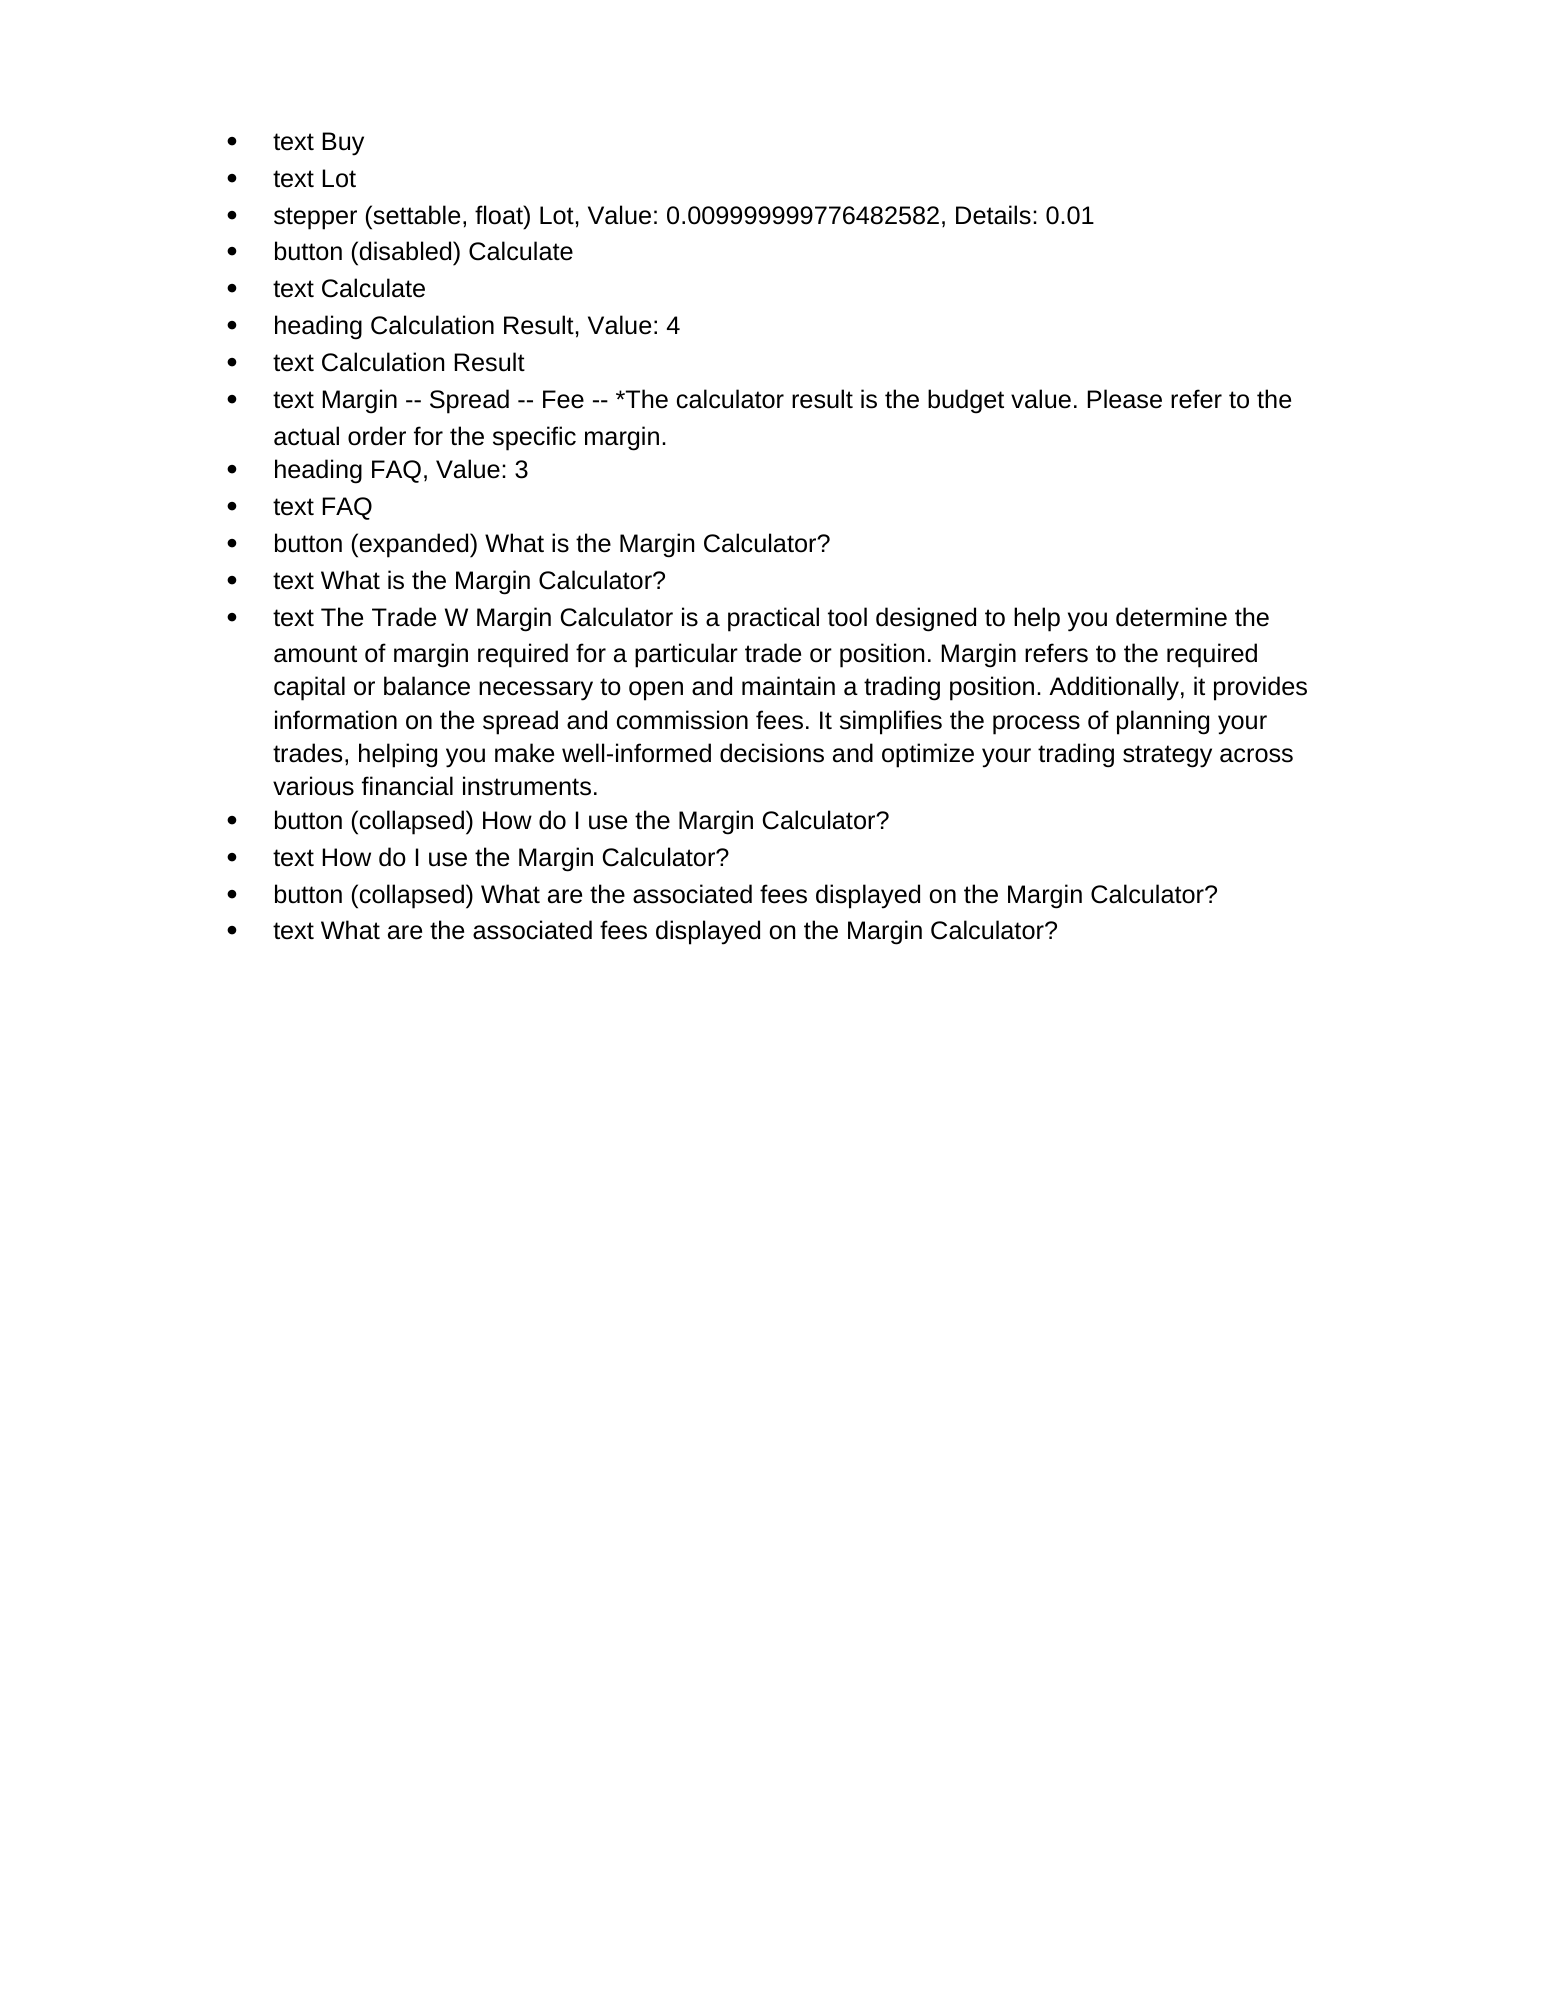 • text Buy
• text Lot
• stepper (settable, float) Lot, Value: 0.009999999776482582, Details: 0.01
• button (disabled) Calculate
• text Calculate
• heading Calculation Result, Value: 4
• text Calculation Result
• text Margin -- Spread -- Fee -- *The calculator result is the budget value. Please refer to the
actual order for the specific margin.
• heading FAQ, Value: 3
• text FAQ
• button (expanded) What is the Margin Calculator?
• text What is the Margin Calculator?
• text The Trade W Margin Calculator is a practical tool designed to help you determine the
amount of margin required for a particular trade or position. Margin refers to the required
capital or balance necessary to open and maintain a trading position. Additionally, it provides
information on the spread and commission fees. It simplifies the process of planning your
trades, helping you make well-informed decisions and optimize your trading strategy across
various financial instruments.
• button (collapsed) How do I use the Margin Calculator?
• text How do I use the Margin Calculator?
• button (collapsed) What are the associated fees displayed on the Margin Calculator?
• text What are the associated fees displayed on the Margin Calculator?